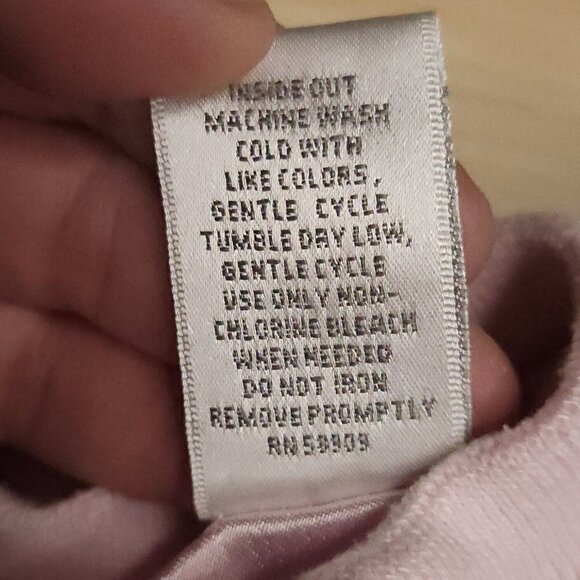 INSIDE OUT
MACHINE WASH
COLD WITH
LIKE COLORS,
GENTLE CYCLE
TUMBLE DRY LOW,
GENTLE CYCLE
USE ONLY NON-
CHLORINE BLEACH
WHEN NEEDED
DO NOT IRON
REMOVE PROMPTLY
RN 58909